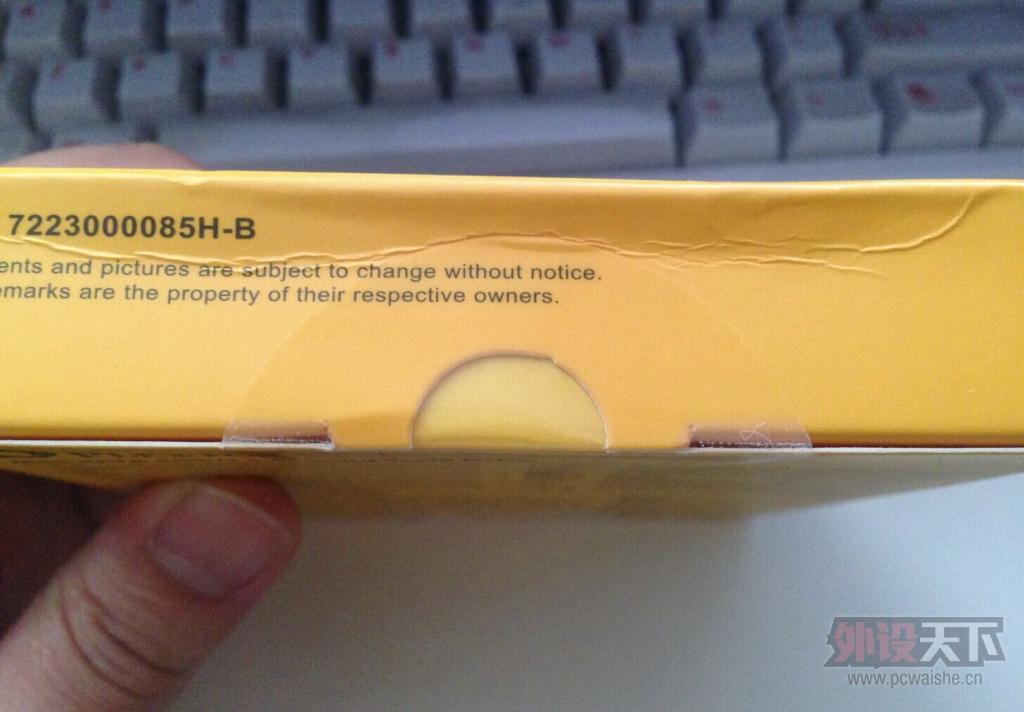 7223000085H-B
ents and pictures are subject to change without notice.
emarks are the property of their respective owners.
外设天下
www.pcwaishe.cn